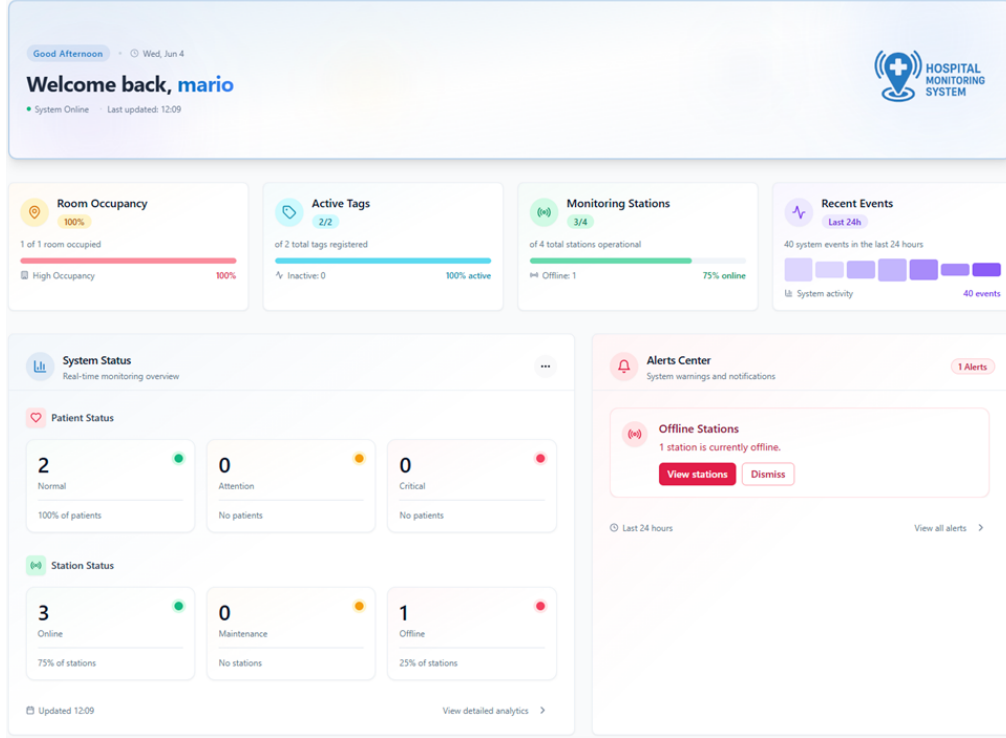 Good Afternoon
Wed, Jun 4
Welcome back, mario
System Online
Last updated: 12:09
HOSPITAL
MONITORING
SYSTEM
Room Occupancy
100%
1 of 1 room occupied
High Occupancy
100%
Active Tags
2/2
of 2 total tags registered
Inactive: 0
100% active
Monitoring Stations
3/4
of 4 total stations operational
Offline: 1
75% online
Recent Events
Last 24h
40 system events in the last 24 hours
System activity
40 events
System Status
Real-time monitoring overview
...
Patient Status
2
Normal
100% of patients
0
Attention
No patients
0
Critical
No patients
Station Status
3
Online
75% of stations
0
Maintenance
No stations
1
Offline
25% of stations
Updated 12:09
View detailed analytics
Alerts Center
System warnings and notifications
1 Alerts
Offline Stations
1 station is currently offline.
View stations
Dismiss
Last 24 hours
View all alerts